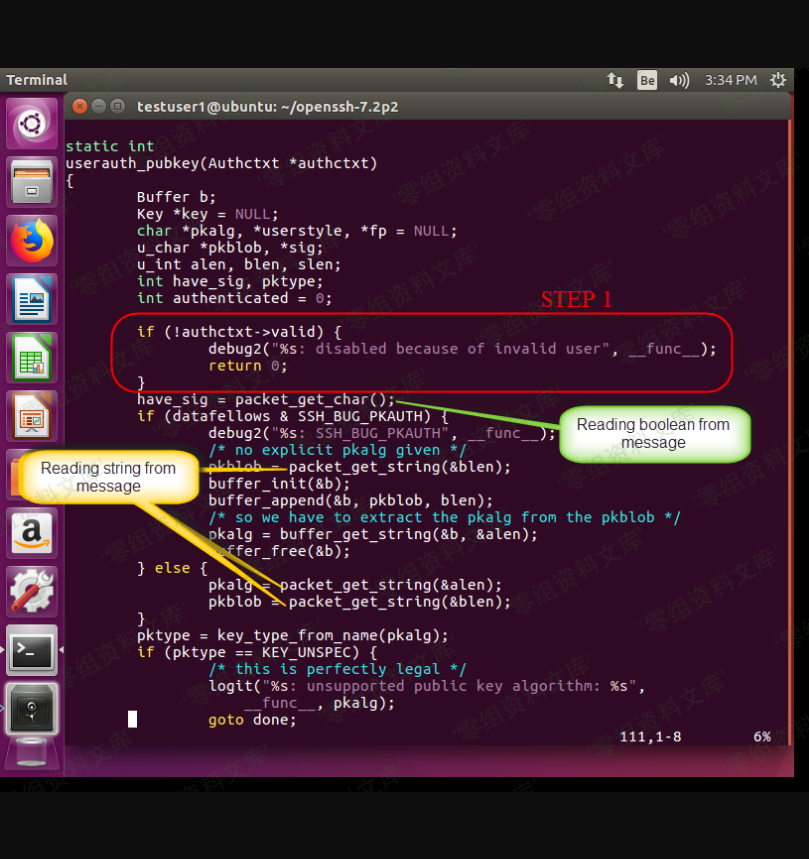 Terminal
Be
3:34 PM
testuser1@ubuntu: ~/openssh-7.2p2
static int
userauth_pubkey(Authctxt *authctxt)
{
Buffer b;
Key *key = NULL;
char *pkalg, *userstyle, *fp = NULL;
u_char *pkblob, *sig;
u_int alen, blen, slen;
int have_sig, pktype;
int authenticated = 0;
STEP 1
if (!authctxt->valid) {
debug2("%s: disabled because of invalid user", __func__);
return 0;
}
have_sig = packet_get_char();
if (datafellows & SSH_BUG_PKAUTH) {
debug2("%s: SSH_BUG_PKAUTH", __func__);
Reading boolean from
message
/* no explicit pkalg given */
pkblob = packet_get_string(&blen);
Reading string from
message
buffer_init(&b);
buffer_append(&b, pkblob, blen);
/* so we have to extract the pkalg from the pkblob */
pkalg = buffer_get_string(&b, &alen);
buffer_free(&b);
} else {
pkalg = packet_get_string(&alen);
pkblob = packet_get_string(&blen);
}
pktype = key_type_from_name(pkalg);
if (pktype == KEY_UNSPEC) {
/* this is perfectly legal */
logit("%s: unsupported public key algorithm: %s",
__func__, pkalg);
goto done;
111,1-8
6%
零组资料文库